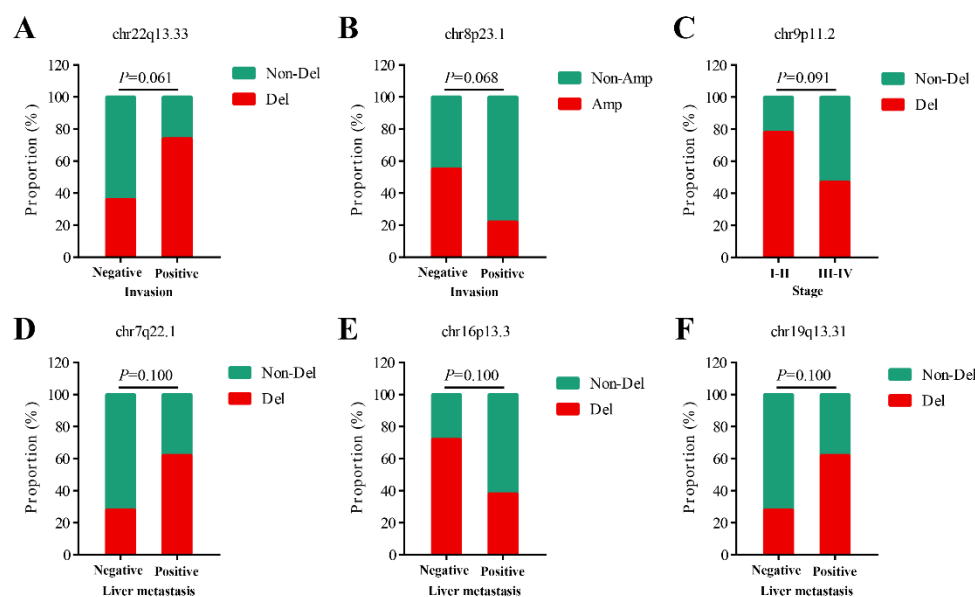 A
chr22q13.33
Non-Del
Del
P=0.061
120
100
80
60
40
20
0
Proportion (%)
Negative Positive
Invasion
B
chr8p23.1
Non-Amp
Amp
P=0.068
120
100
80
60
40
20
0
Proportion (%)
Negative Positive
Invasion
C
chr9p11.2
Non-Del
Del
P=0.091
120
100
80
60
40
20
0
Proportion (%)
I-II III-IV
Stage
D
chr7q22.1
Non-Del
Del
P=0.100
120
100
80
60
40
20
0
Proportion (%)
Negative Positive
Liver metastasis
E
chr16p13.3
Non-Del
Del
P=0.100
120
100
80
60
40
20
0
Proportion (%)
Negative Positive
Liver metastasis
F
chr19q13.31
Non-Del
Del
P=0.100
120
100
80
60
40
20
0
Proportion (%)
Negative Positive
Liver metastasis